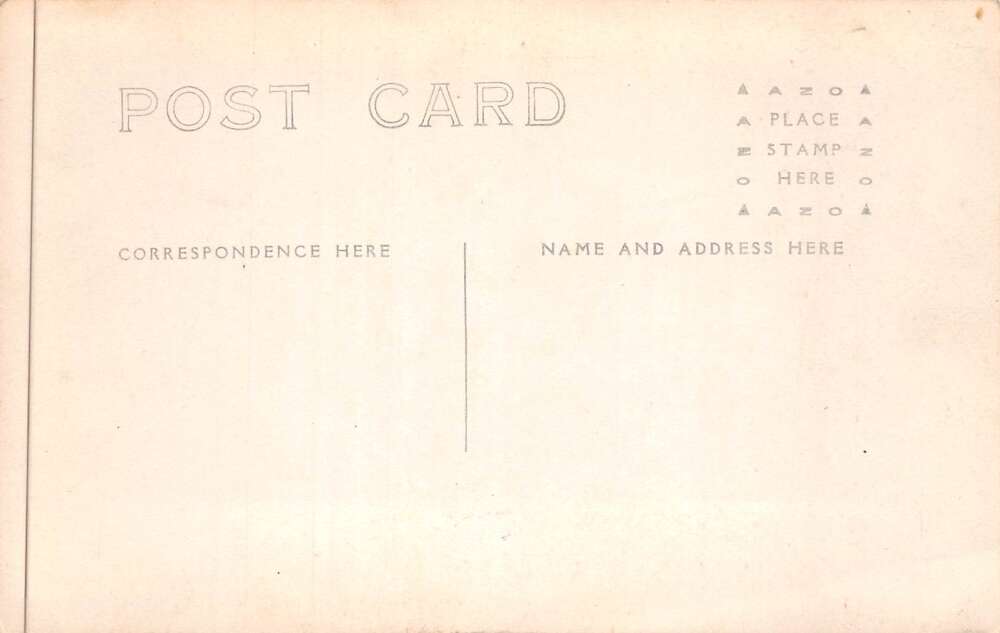 POST CARD
AZO
A PLACE A
Z STAMP Z
O HERE O
AZO
CORRESPONDENCE HERE
NAME AND ADDRESS HERE